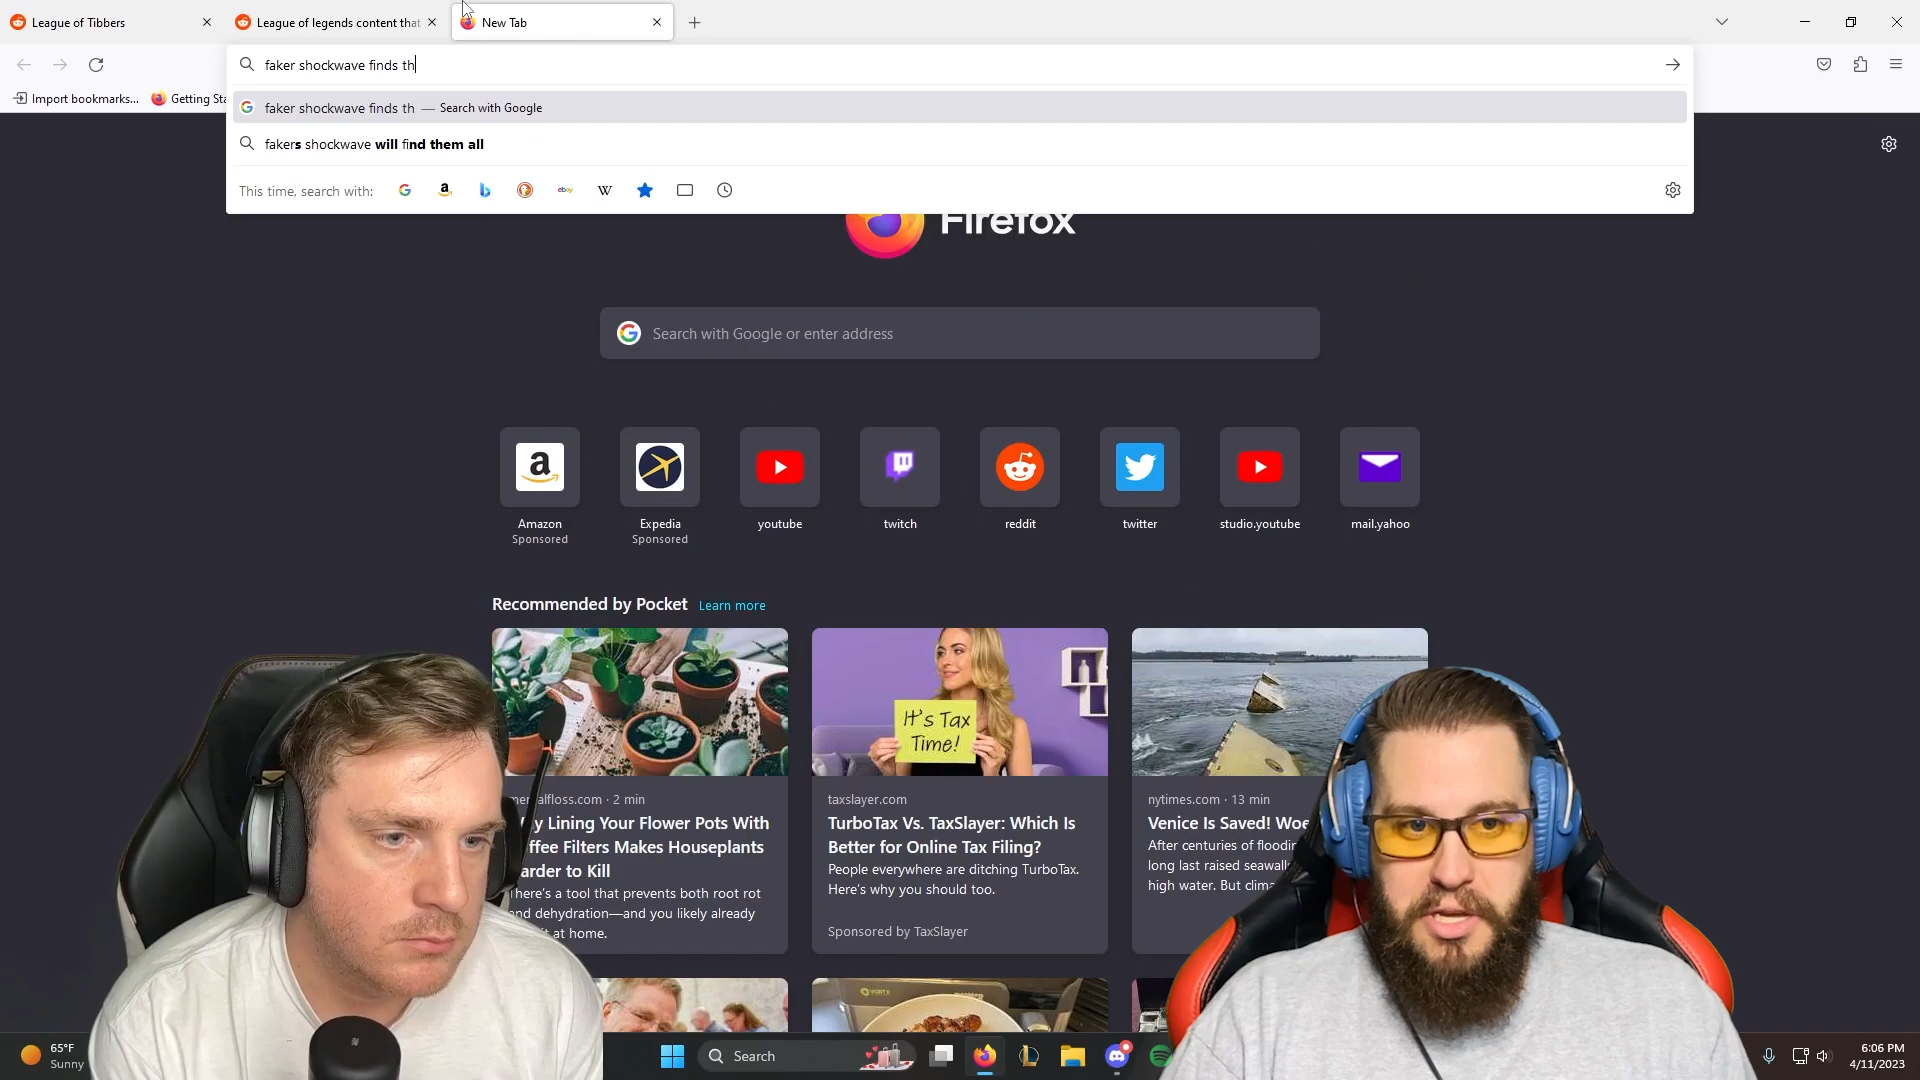 League of Tibbers
League of legends content that
New Tab
faker shockwave finds th
Import bookmarks...
Getting Sta
faker shockwave finds th — Search with Google
fakers shockwave will find them all
This time, search with:
a
b
ebay
W
Firefox
Search with Google or enter address
a
Amazon
Sponsored
Expedia
Sponsored
youtube
twitch
reddit
twitter
studio.youtube
mail.yahoo
Recommended by Pocket
Learn more
It's Tax
Time!
alfloss.com · 2 min
y Lining Your Flower Pots With
ffee Filters Makes Houseplants
arder to Kill
here's a tool that prevents both root rot
nd dehydration—and you likely already
it at home.
taxslayer.com
TurboTax Vs. TaxSlayer: Which Is
Better for Online Tax Filing?
People everywhere are ditching TurboTax.
Here's why you should too.
Sponsored by TaxSlayer
nytimes.com · 13 min
Venice Is Saved! Woe
After centuries of floodin
long last raised seawall
high water. But clima
65°F
Sunny
Search
6:06 PM
4/11/2023